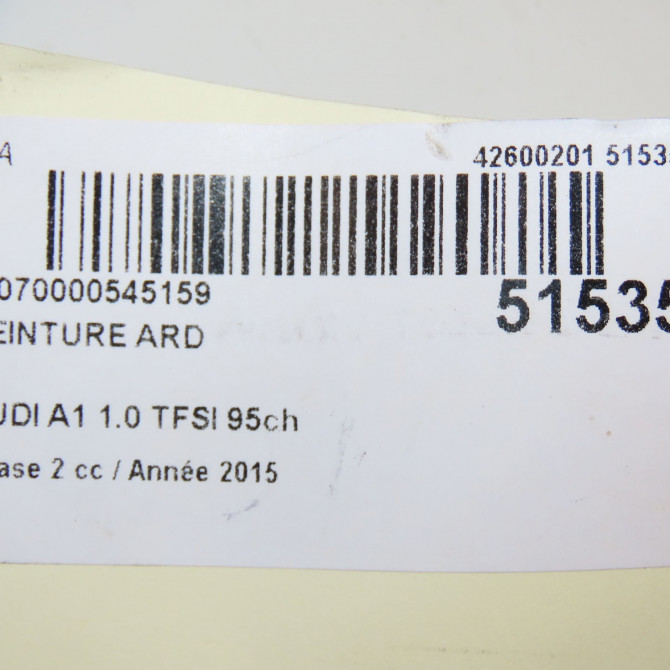 A 42600201 5153
070000545159 51535
EINTURE ARD
UDI A1 1.0 TFSI 95ch
ase 2 cc / Année 2015